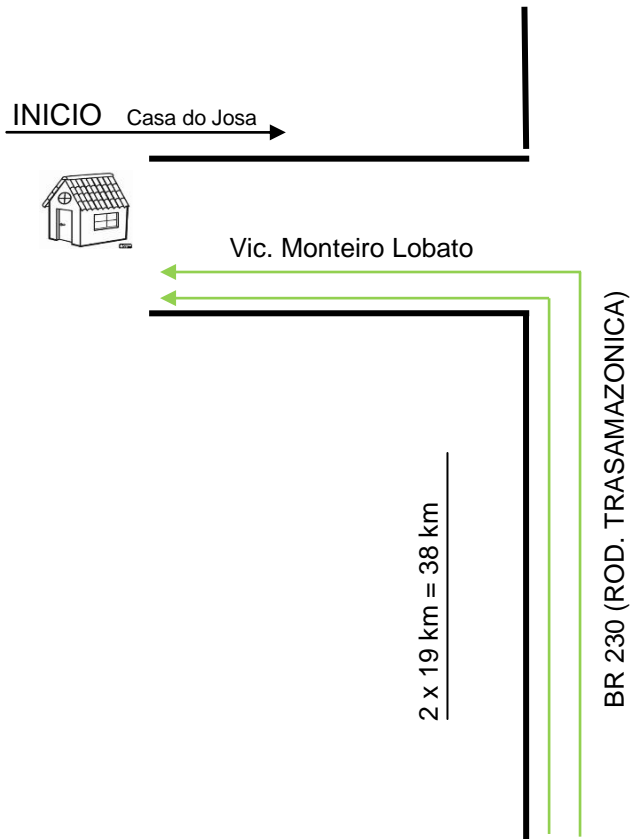 INICIO Casa do Josa
Vic. Monteiro Lobato
2 x 19 km = 38 km
BR 230 (ROD. TRASAMAZONICA)